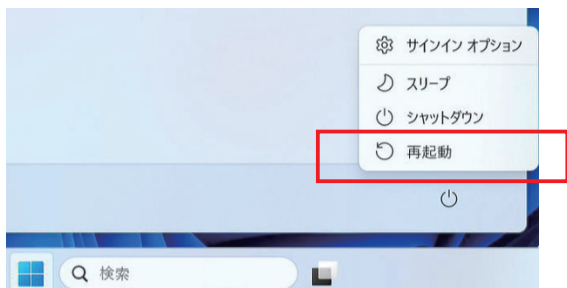 サインイン オプション
スリープ
シャットダウン
再起動
検索